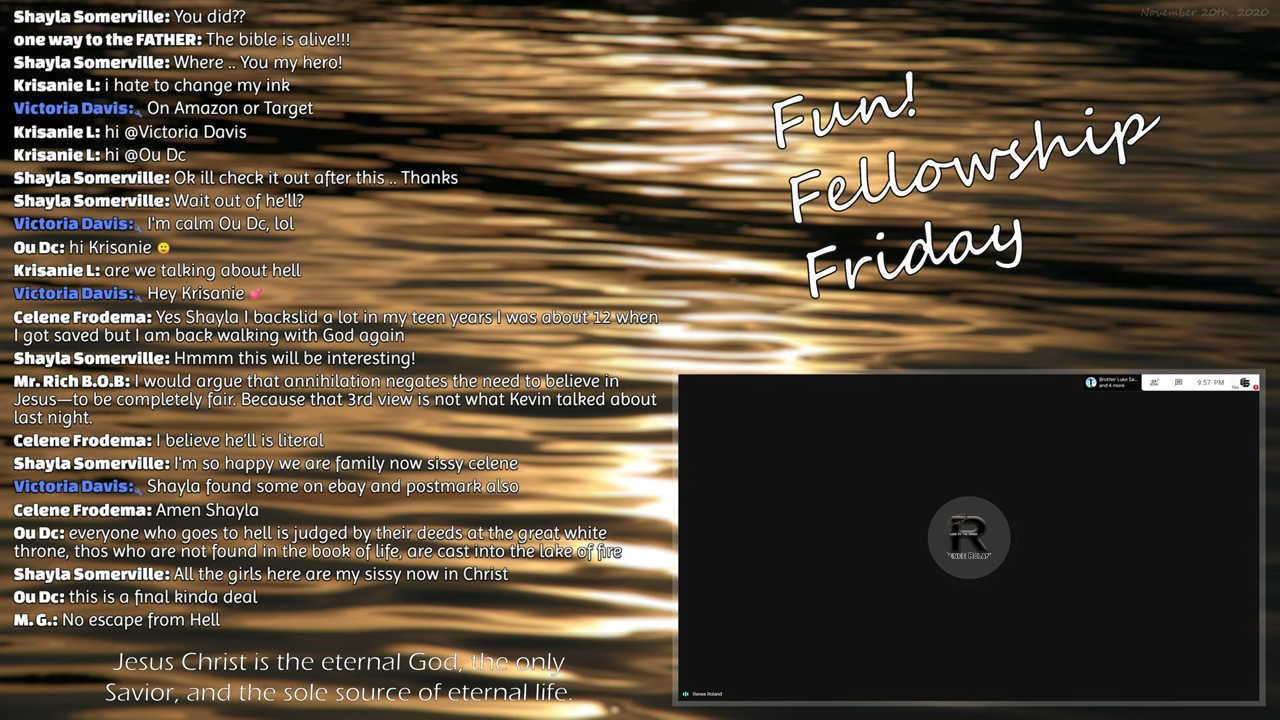 Shayla Somerville: You did??
one way to the FATHER: The bible is alive!!!
Shayla Somerville: Where .. You my hero!
Krisanie L: i hate to change my ink
Victoria Davis: On Amazon or Target
Krisanie L: hi @Victoria Davis
Krisanie L: hi @Ou Dc
Shayla Somerville: Ok ill check it out after this .. Thanks
Shayla Somerville: Wait out of he'll?
Victoria Davis: I'm calm Ou Dc, lol
Ou Dc: hi Krisanie 🙂
Krisanie L: are we talking about hell
Victoria Davis: Hey Krisanie 💕
Celene Frodema: Yes Shayla I backslid a lot in my teen years I was about 12 when
I got saved but I am back walking with God again
Shayla Somerville: Hmmm this will be interesting!
Mr. Rich B.O.B: I would argue that annihilation negates the need to believe in
Jesus—to be completely fair. Because that 3rd view is not what Kevin talked about
last night.
Celene Frodema: I believe he'll is literal
Shayla Somerville: I'm so happy we are family now sissy celene
Victoria Davis: Shayla found some on ebay and postmark also
Celene Frodema: Amen Shayla
Ou Dc: everyone who goes to hell is judged by their deeds at the great white
throne, thos who are not found in the book of life, are cast into the lake of fire
Shayla Somerville: All the girls here are my sissy now in Christ
Ou Dc: this is a final kinda deal
M. G.: No escape from Hell
Jesus Christ is the eternal God, the only
Savior, and the sole source of eternal life.
November 20th, 2020
Fun!
Fellowship
Friday
Brother Luke Sa...
and 4 more
9:57 PM
You
R
Renee Roland